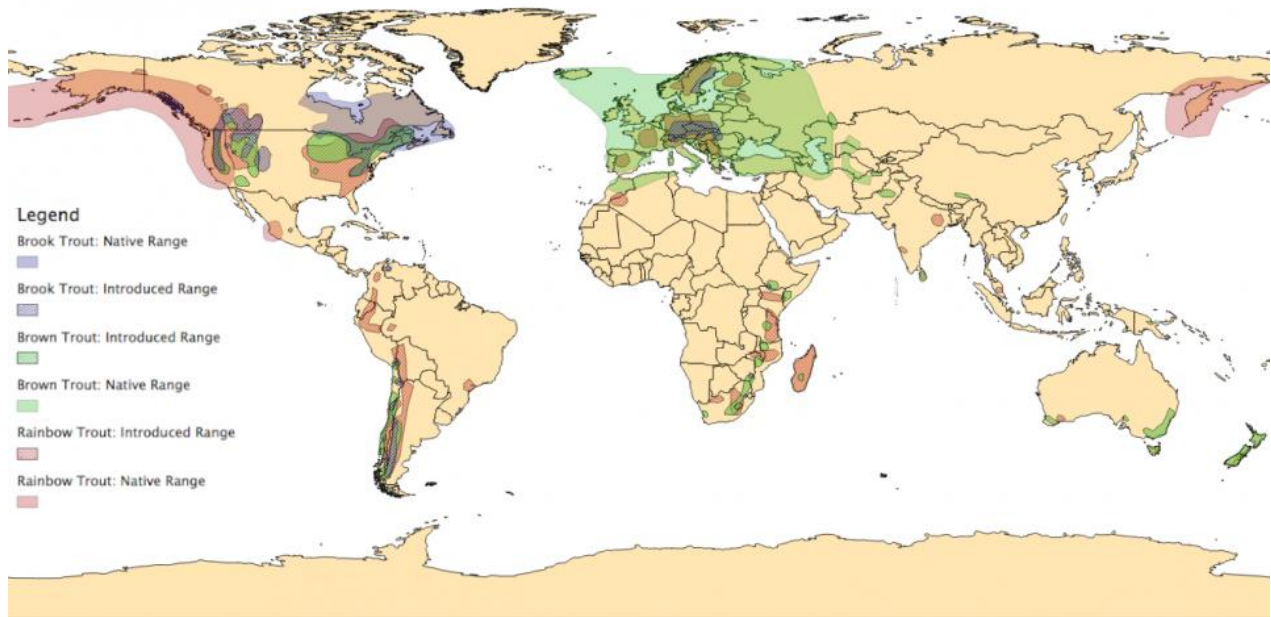 Legend
Brook Trout: Native Range
Brook Trout: Introduced Range
Brown Trout: Introduced Range
Brown Trout: Native Range
Rainbow Trout: Introduced Range
Rainbow Trout: Native Range